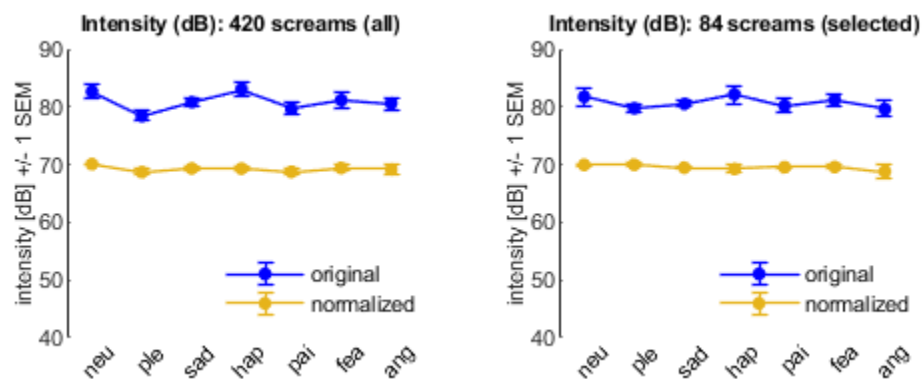 Intensity (dB): 420 screams (all)
intensity [dB] +/- 1 SEM
90
80
70
60
50
40
original
normalized
neu
ple
sad
hap
pai
fea
ang
Intensity (dB): 84 screams (selected)
intensity [dB] +/- 1 SEM
90
80
70
60
50
40
original
normalized
neu
ple
sad
hap
pai
fea
ang